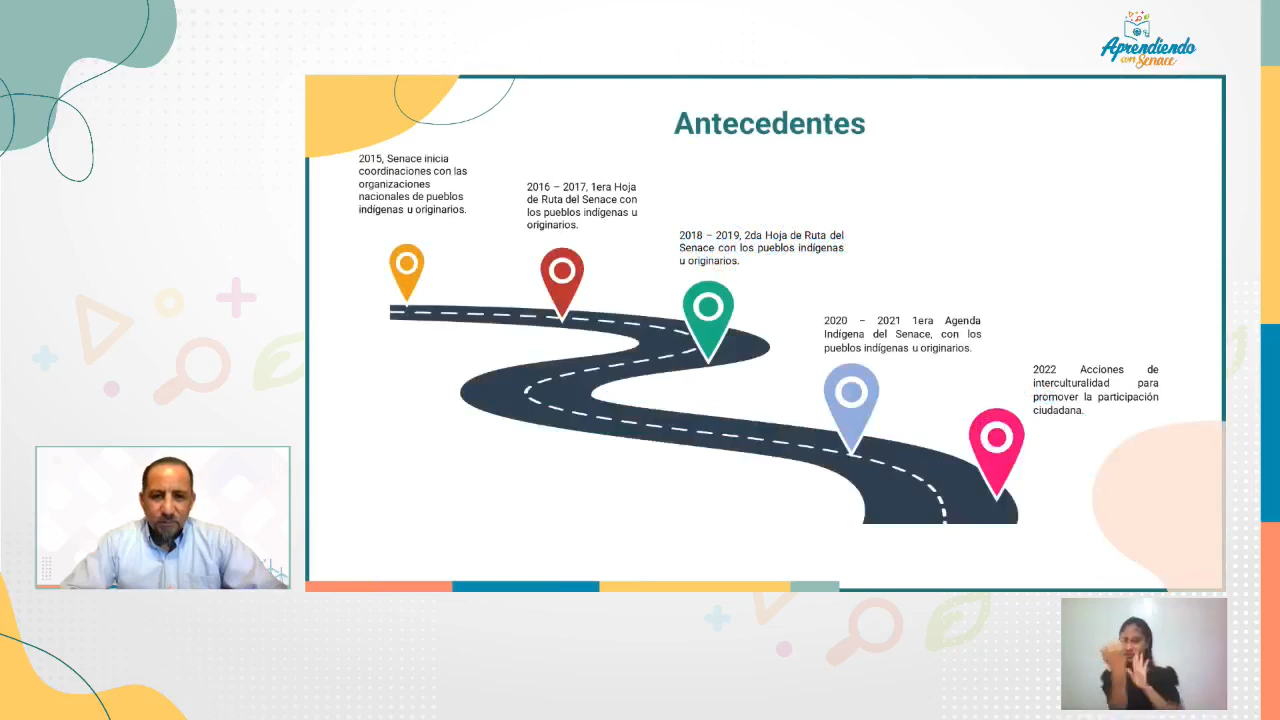 Aprendiendo
con Senace
Antecedentes
2015, Senace inicia
coordinaciones con las
organizaciones
nacionales de pueblos
indígenas u originarios.
2016 – 2017, 1era Hoja
de Ruta del Senace con
los pueblos indígenas u
originarios.
2018 – 2019, 2da Hoja de Ruta del
Senace con los pueblos indígenas
u originarios.
2020 – 2021 1era Agenda
Indígena del Senace, con los
pueblos indígenas u originarios.
2022 Acciones de
interculturalidad para
promover la participación
ciudadana.